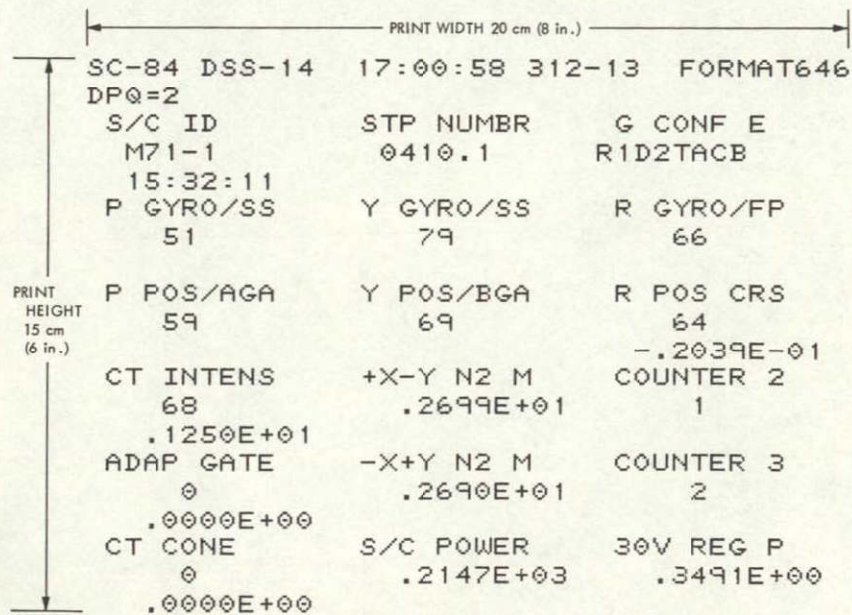 PRINT WIDTH 20 cm (8 in.)
SC-84 DSS-14 17:00:58 312-13 FORMAT646
DPQ=2
S/C ID STP NUMBR G CONF E
M71-1 0410.1 R1D2TACB
15:32:11
P GYRO/SS Y GYRO/SS R GYRO/FP
51 79 66
PRINT HEIGHT 15 cm (6 in.)
P POS/AGA Y POS/BGA R POS CRS
59 69 64
-.2039E-01
CT INTENS +X-Y N2 M COUNTER 2
68 .2699E+01 1
.1250E+01
ADAP GATE -X+Y N2 M COUNTER 3
0 .2690E+01 2
.0000E+00
CT CONE S/C POWER 30V REG P
0 .2147E+03 .3491E+00
.0000E+00